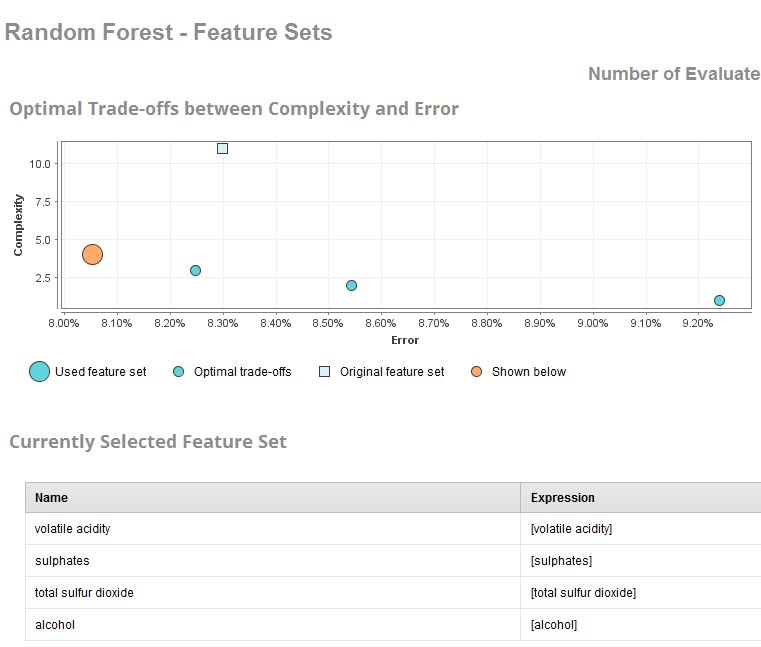 Random Forest - Feature Sets
Number of Evaluate
Optimal Trade-offs between Complexity and Error
10.0
7.5
5.0
2.5
Complexity
8.00% 8.10% 8.20% 8.30% 8.40% 8.50% 8.60% 8.70% 8.80% 8.90% 9.00% 9.10% 9.20%
Error
Used feature set Optimal trade-offs Original feature set Shown below
Currently Selected Feature Set
Name Expression
volatile acidity [volatile acidity]
sulphates [sulphates]
total sulfur dioxide [total sulfur dioxide]
alcohol [alcohol]